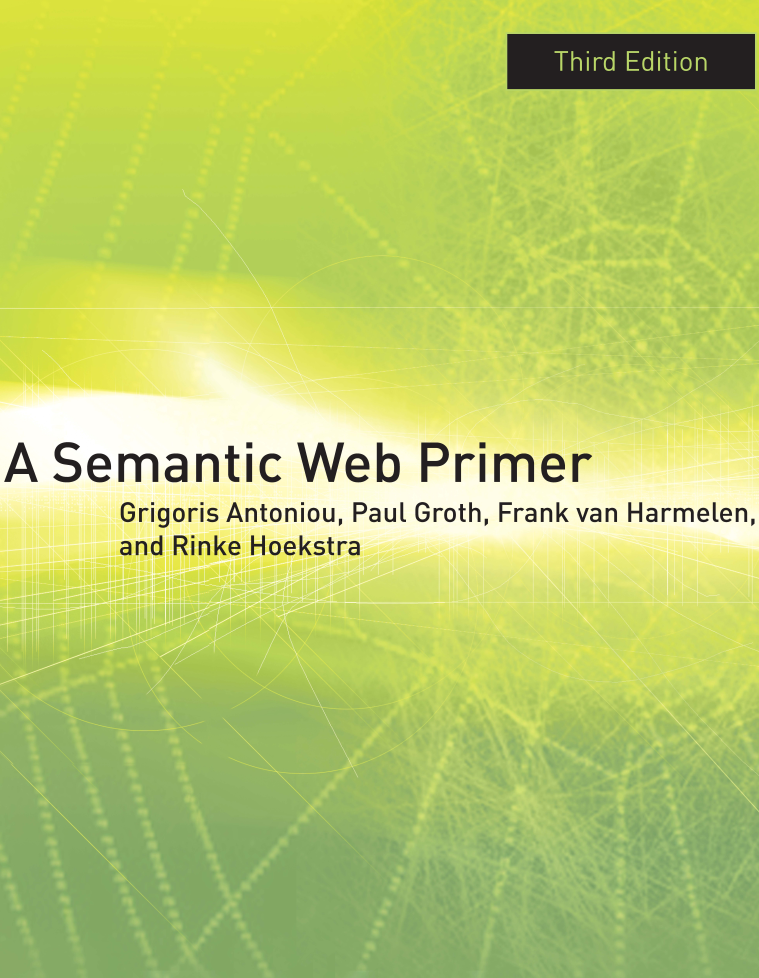 Third Edition
A Semantic Web Primer
Grigoris Antoniou, Paul Groth, Frank van Harmelen,
and Rinke Hoekstra